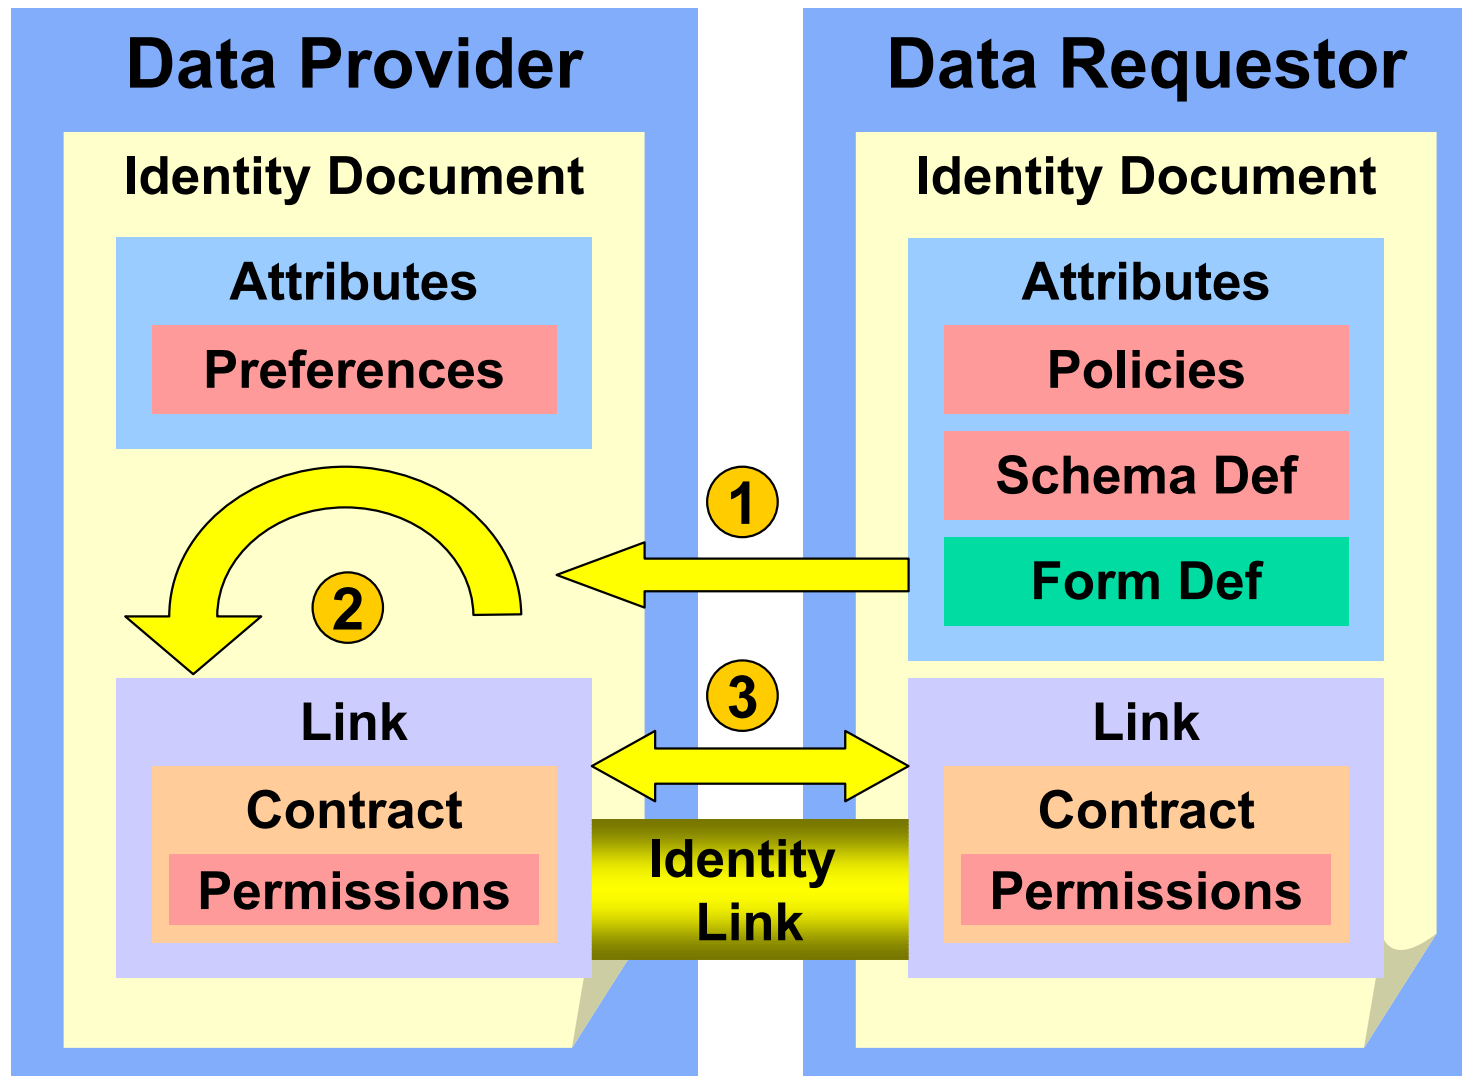 Data Provider
Identity Document
Attributes
Preferences
2
Link
Contract
Permissions
1
3
Identity
Link
Data Requestor
Identity Document
Attributes
Policies
Schema Def
Form Def
Link
Contract
Permissions